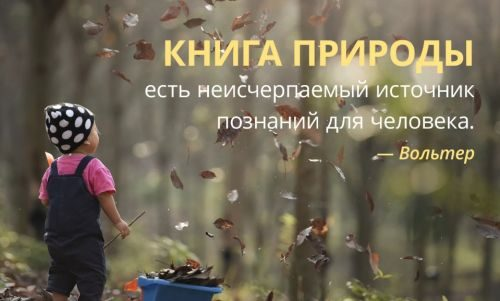 КНИГА ПРИРОДЫ
есть неисчерпаемый источник
познаний для человека.
— Вольтер